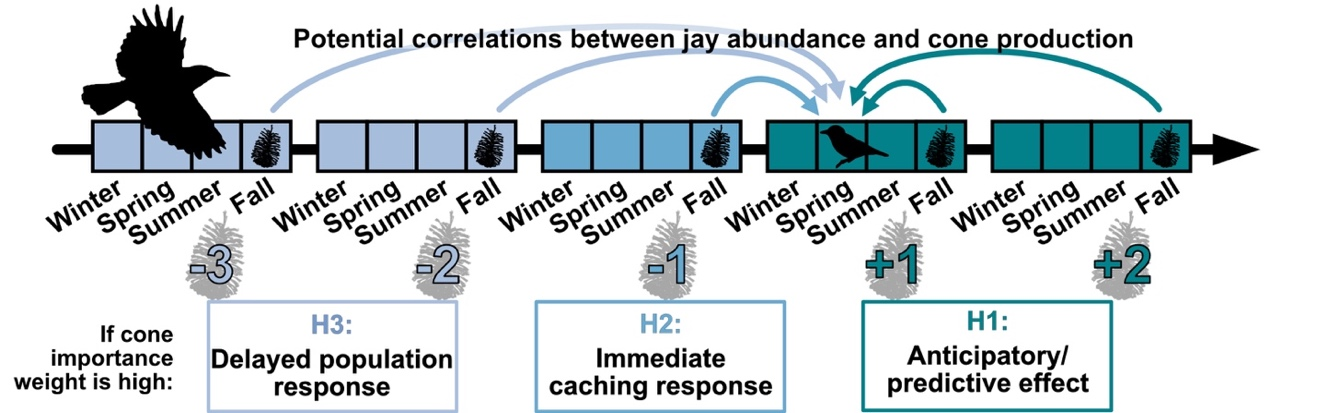 Potential correlations between jay abundance and cone production
Winter Spring Summer Fall Winter Spring Summer Fall Winter Spring Summer Fall Winter Spring Summer Fall Winter Spring Summer Fall
-3 -2 -1 +1 +2
If cone
importance
weight is high:
H3:
Delayed population
response
H2:
Immediate
caching response
H1:
Anticipatory/
predictive effect